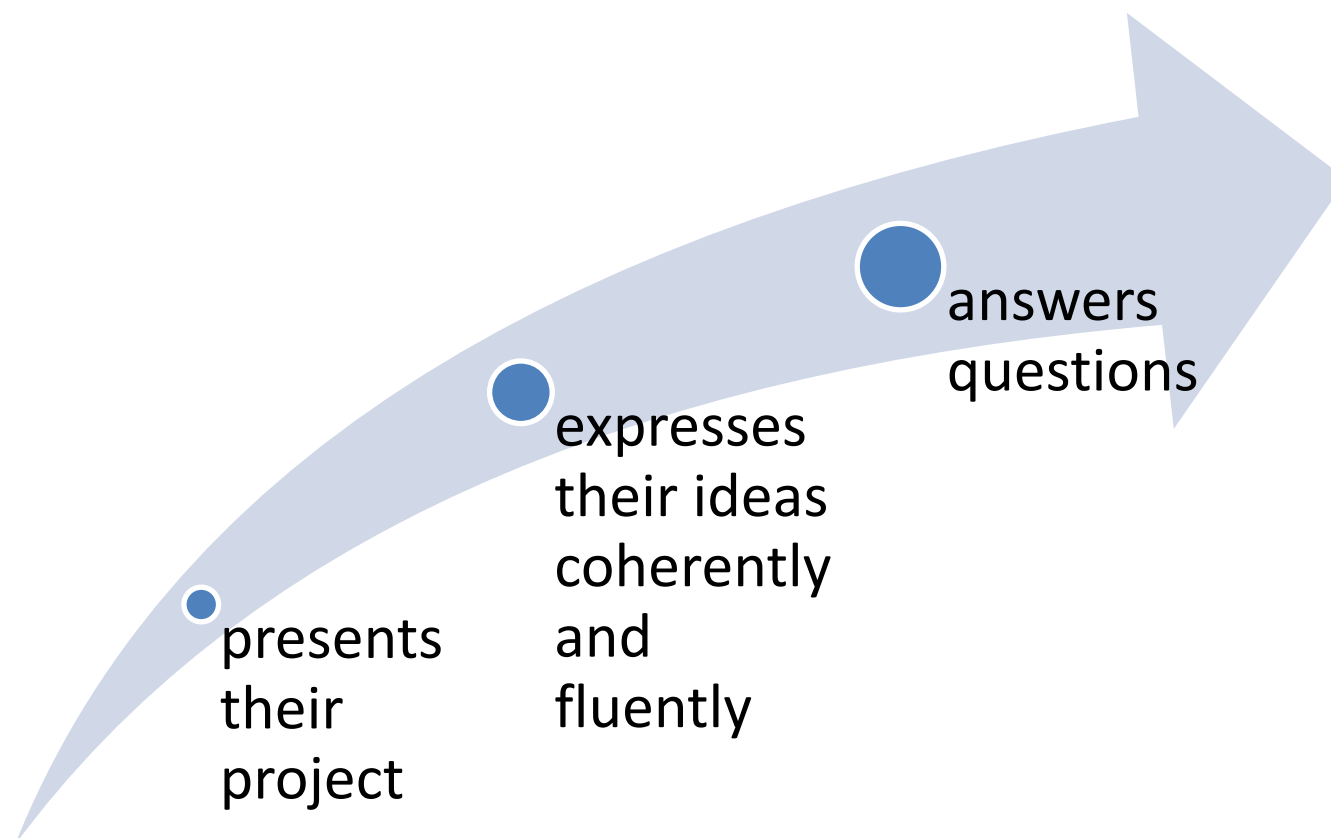 presents
their
project
expresses
their ideas
coherently
and
fluently
answers
questions